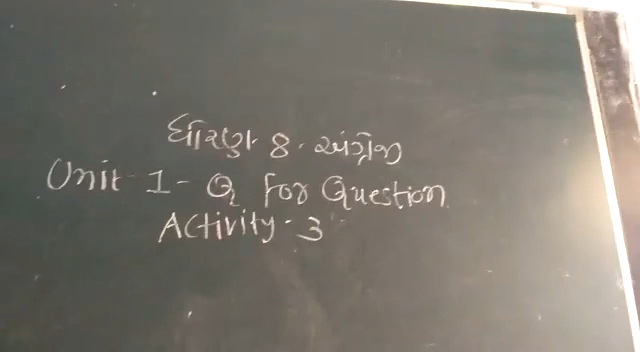 ધોરણ 8. અંગ્રેજી
Unit 1 - Q for Question
Activity - 3